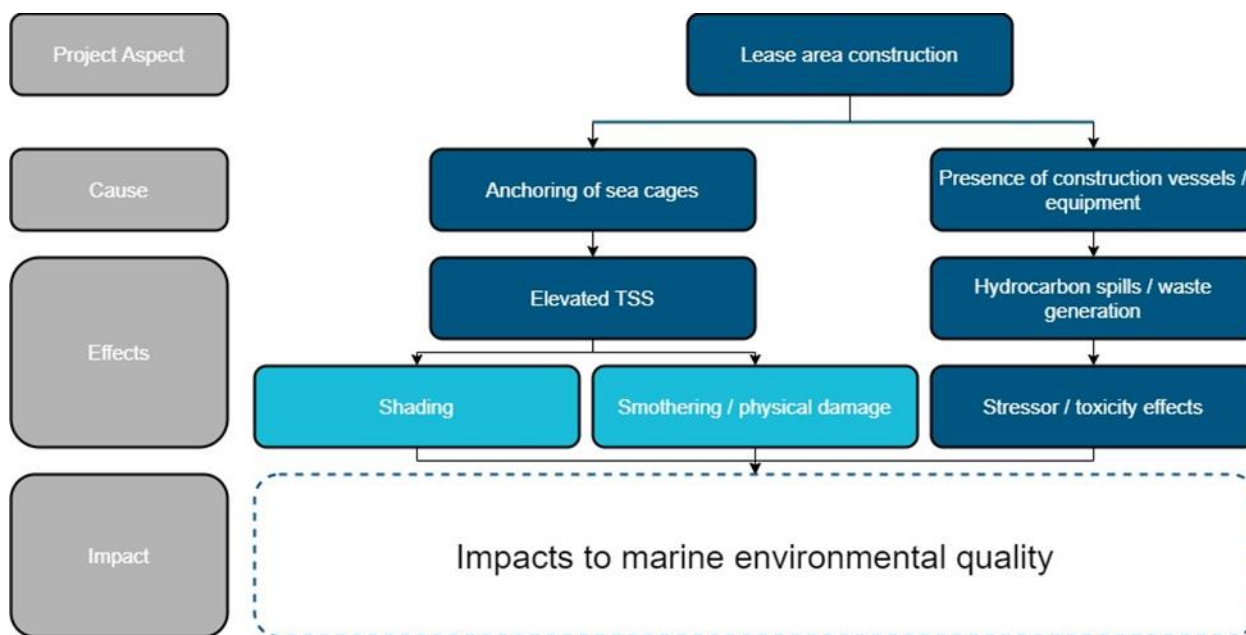 Project Aspect
Lease area construction
Cause
Anchoring of sea cages
Presence of construction vessels /
equipment
Effects
Elevated TSS
Hydrocarbon spills / waste
generation
Shading
Smothering / physical damage
Stressor / toxicity effects
Impact
Impacts to marine environmental quality